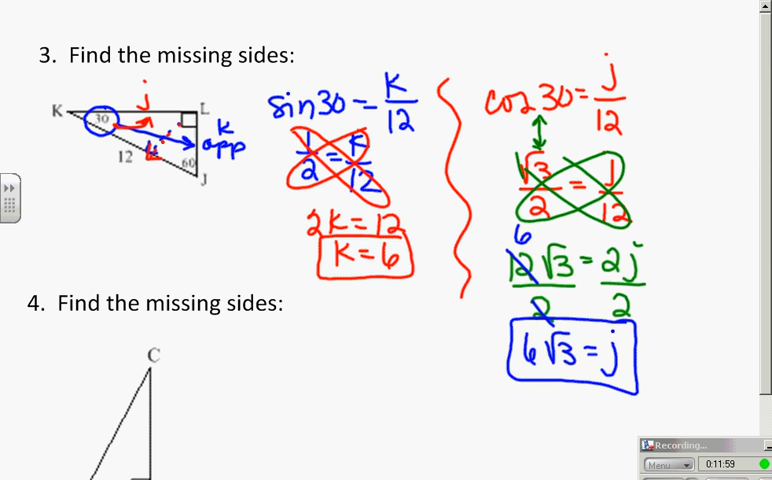 3. Find the missing sides:
j
K
30
L
12
l
60
J
k
opp
sin30 = k/12
1/2 = k/12
2k = 12
k = 6
cos30 = j/12
√3/2 = j/12
6
12√3/2 = 2j/2
6√3 = j
4. Find the missing sides:
C
Recording...
Menu
0:11:59